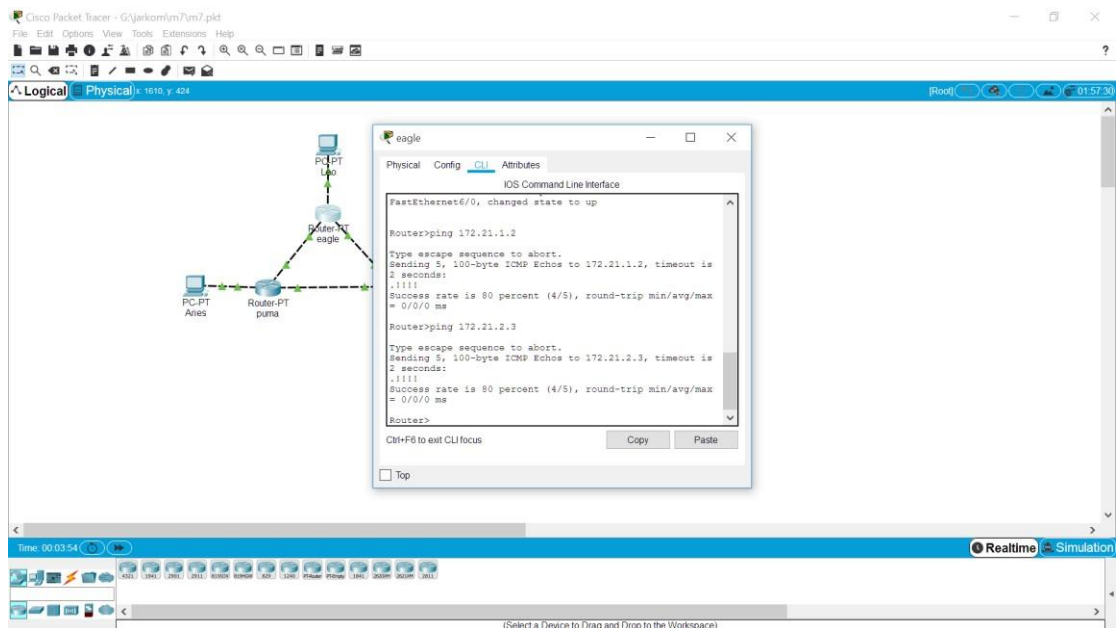 Cisco Packet Tracer - G:\jarkom\m7\m7.pkt
File Edit Options View Tools Extensions Help
?
Logical
Physical
x: 1610, y: 424
[Root]
01:57:30
PC-PT
Router-PT
eagle
PC-PT
Aries
Router-PT
puma
eagle
Physical Config CLI Attributes
IOS Command Line Interface
FastEthernet6/0, changed state to up
Router>ping 172.21.1.2
Type escape sequence to abort.
Sending 5, 100-byte ICMP Echos to 172.21.1.2, timeout is
2 seconds:
.!!!!
Success rate is 80 percent (4/5), round-trip min/avg/max
= 0/0/0 ms
Router>ping 172.21.2.3
Type escape sequence to abort.
Sending 5, 100-byte ICMP Echos to 172.21.2.3, timeout is
2 seconds:
.!!!!
Success rate is 80 percent (4/5), round-trip min/avg/max
= 0/0/0 ms
Router>
Ctrl+F6 to exit CLI focus
Copy
Paste
Top
Time: 00:03:54
Realtime
Simulation
4321 1941 2901 2911 829 1240 1841 2811
(Select a Device to Drag and Drop to the Workspace)